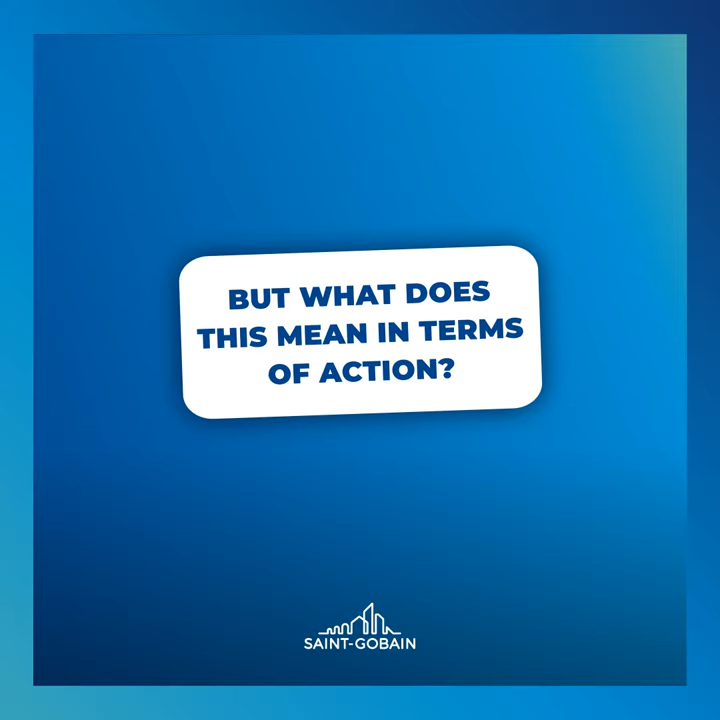 BUT WHAT DOES
THIS MEAN IN TERMS
OF ACTION?
SAINT-GOBAIN